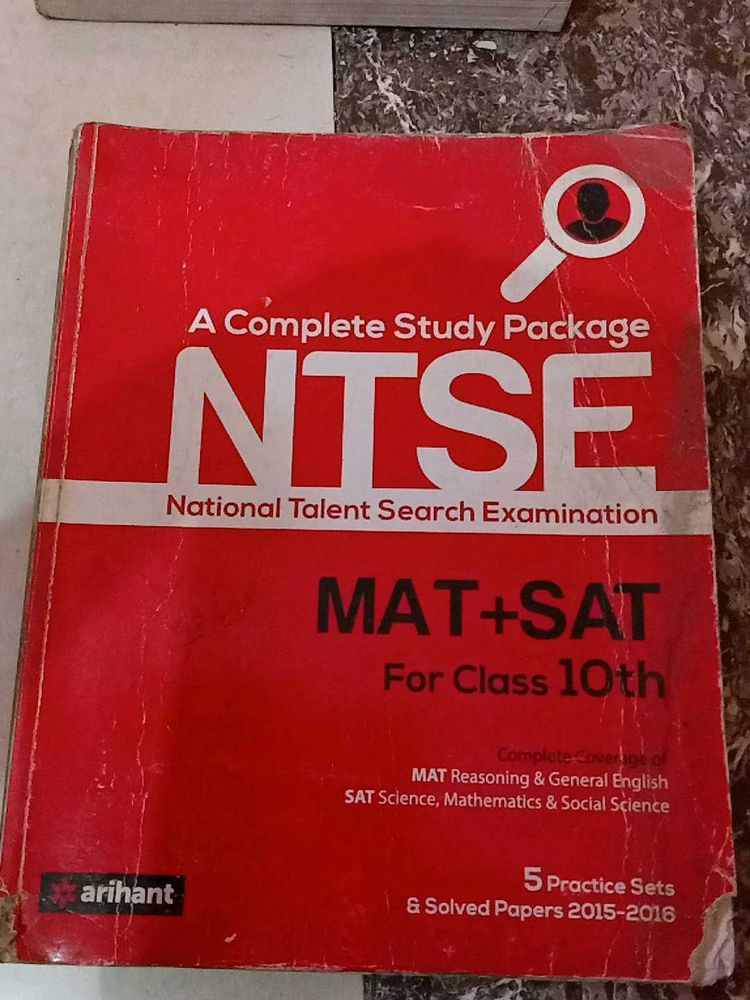 A Complete Study Package
NTSE
National Talent Search Examination
MAT+SAT
For Class 10th
Complete Coverage of
MAT Reasoning & General English
SAT Science, Mathematics & Social Science
5 Practice Sets
& Solved Papers 2015-2016
arihant